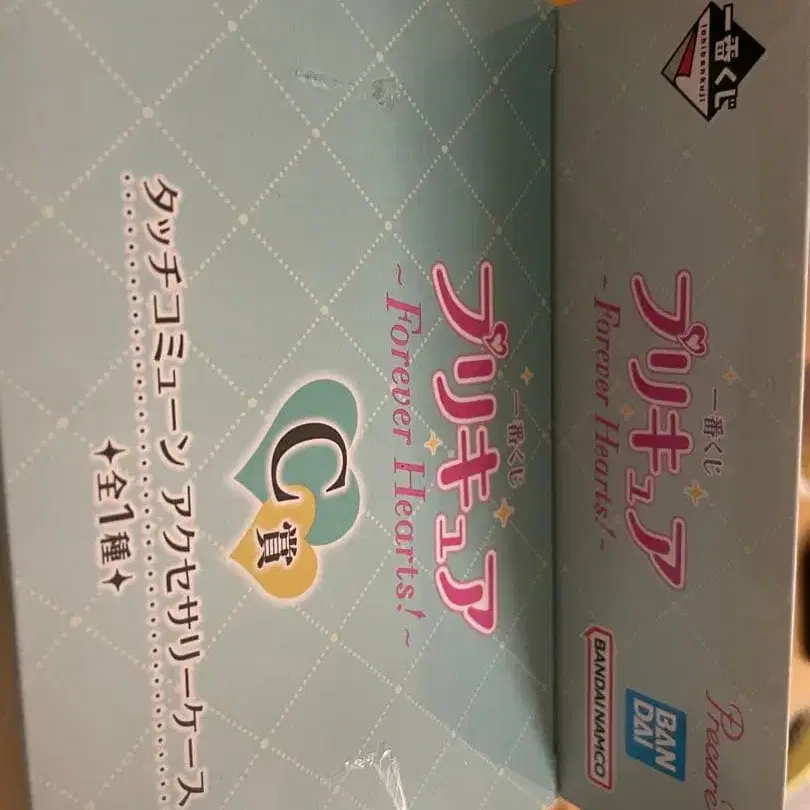 一番くじ
Ichibankuji
一番くじ
プリキュア
~Forever Hearts!~
Precure
BANDAI NAMCO
BAN
DAI
一番くじ
プリキュア
~Forever Hearts!~
C賞
タッチコミューン アクセサリーケース
全1種